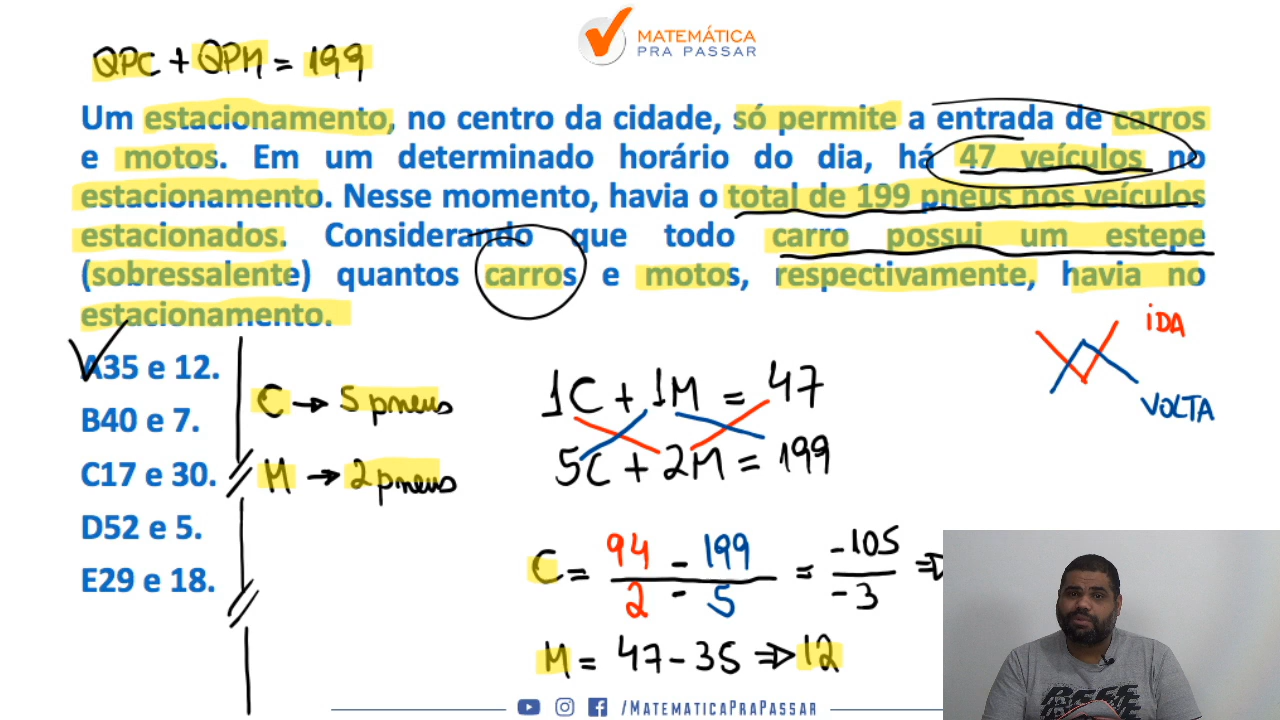 MATEMÁTICA
PRA PASSAR
QPC + QPM = 199
Um estacionamento, no centro da cidade, só permite a entrada de carros
e motos. Em um determinado horário do dia, há 47 veículos no
estacionamento. Nesse momento, havia o total de 199 pneus nos veículos
estacionados. Considerando que todo carro possui um estepe
(sobressalente) quantos carros e motos, respectivamente, havia no
estacionamento.
A35 e 12.
B40 e 7.
C17 e 30.
D52 e 5.
E29 e 18.
C → 5 pneus
M → 2 pneus
1C + 1M = 47
5C + 2M = 199
IDA
VOLTA
C = 94 - 199 / 2 - 5 = -105 / -3 ⇒
M = 47 - 35 ⇒ 12
/MATEMATICAPRAPASSAR